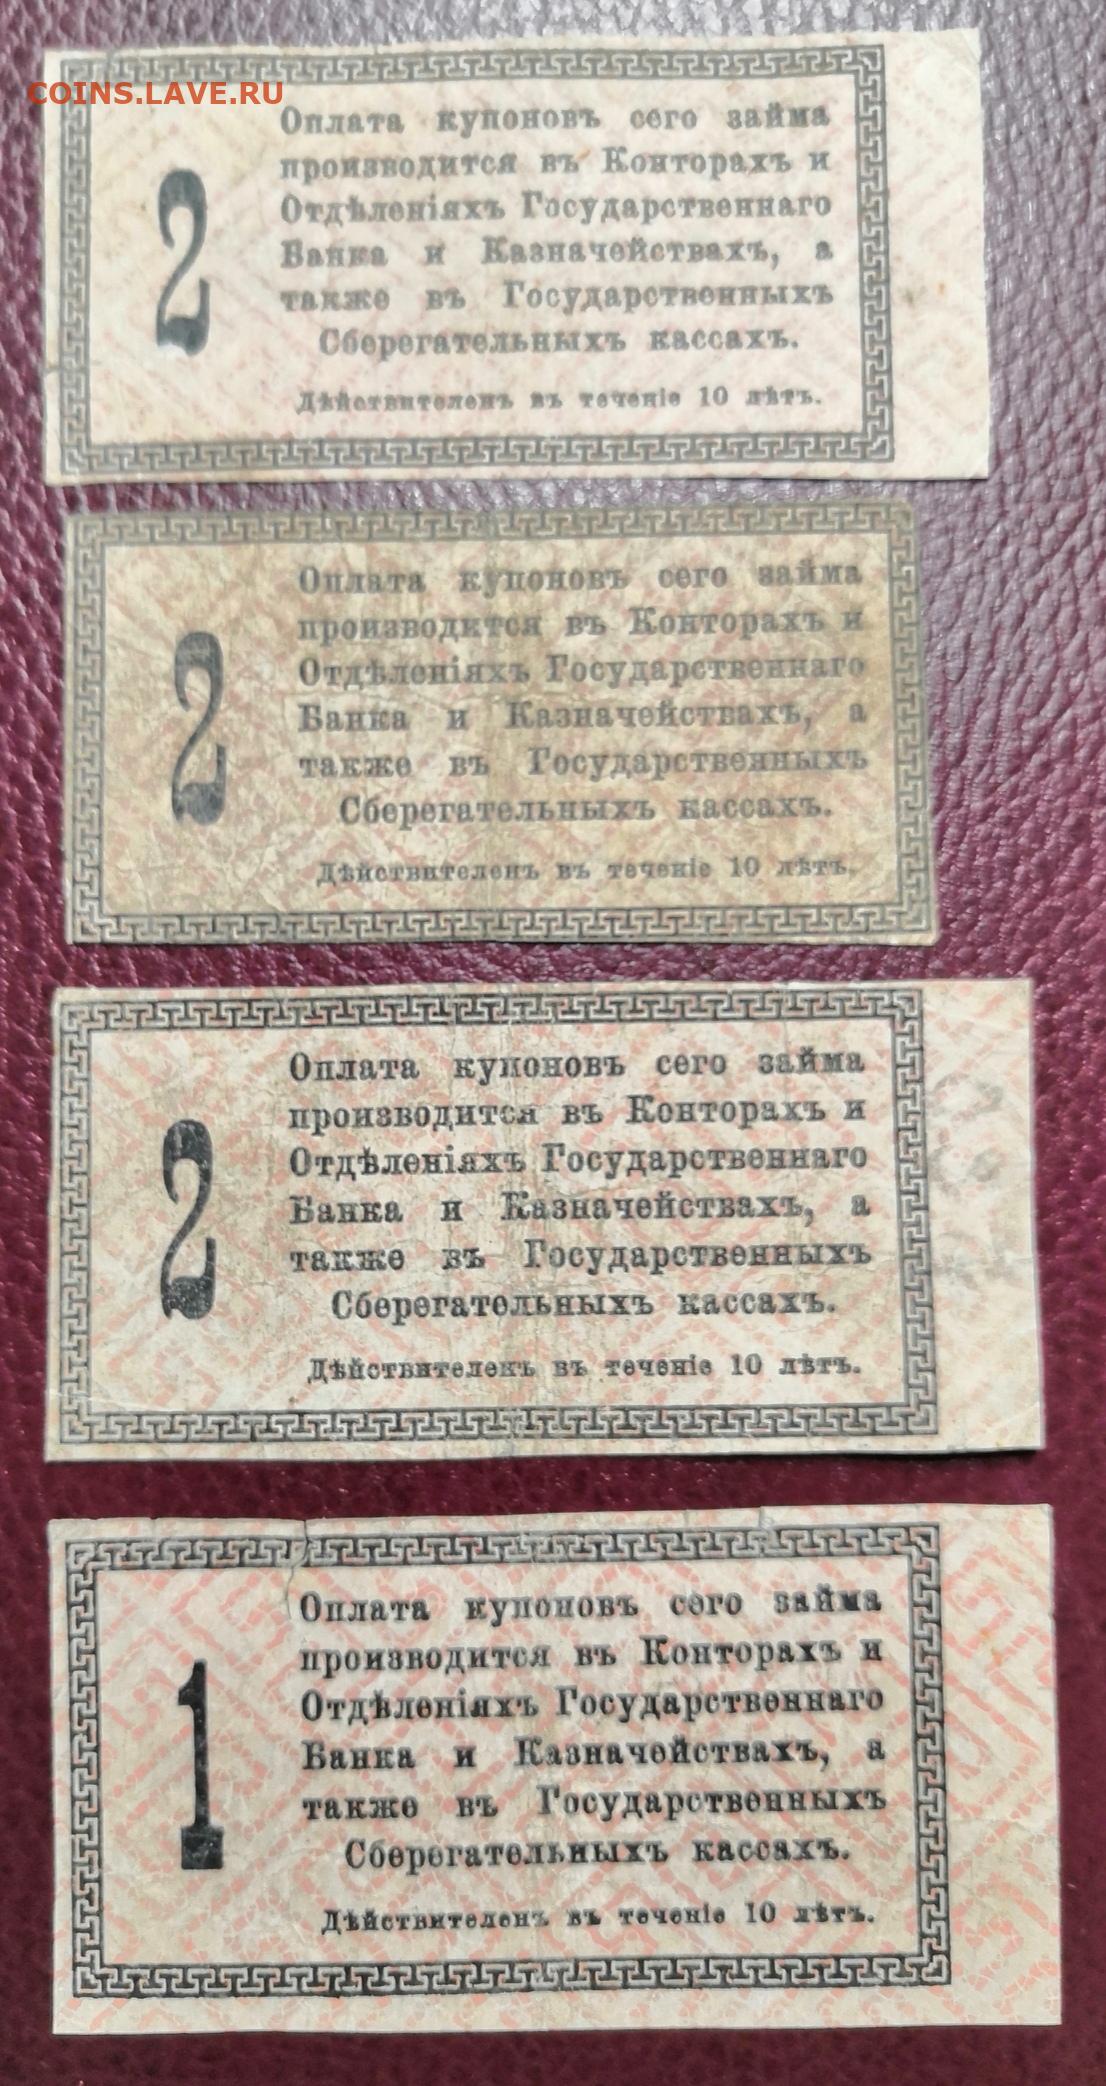 COINS.LAVE.RU
2
Оплата купоновъ сего займа
производится въ Конторахъ и
Отдѣленіяхъ Государственнаго
Банка и Казначействахъ, а
также въ Государственныхъ
Сберегательныхъ кассахъ.
Дѣйствителенъ въ теченіе 10 лѣтъ.
2
Оплата купоновъ сего займа
производится въ Конторахъ и
Отдѣленіяхъ Государственнаго
Банка и Казначействахъ, а
также въ Государственныхъ
Сберегательныхъ кассахъ.
Дѣйствителенъ въ теченіе 10 лѣтъ.
2
Оплата купоновъ сего займа
производится въ Конторахъ и
Отдѣленіяхъ Государственнаго
Банка и Казначействахъ, а
также въ Государственныхъ
Сберегательныхъ кассахъ.
Дѣйствителенъ въ теченіе 10 лѣтъ.
1
Оплата купоновъ сего займа
производится въ Конторахъ и
Отдѣленіяхъ Государственнаго
Банка и Казначействахъ, а
также въ Государственныхъ
Сберегательныхъ кассахъ.
Дѣйствителенъ въ теченіе 10 лѣтъ.